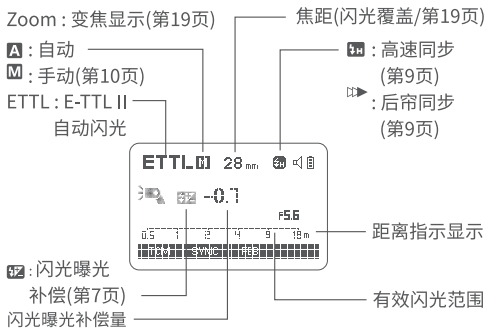 Zoom : 变焦显示(第19页)
焦距(闪光覆盖/第19页)
A : 自动
M : 手动(第10页)
ETTL : E-TTL II
自动闪光
H : 高速同步
(第9页)
: 后帘同步
(第9页)
ETTL M 28 mm H
-0.7
F5.6
0.5 1 2 4 9 18 m
SYNC
距离指示显示
: 闪光曝光
补偿(第7页)
闪光曝光补偿量
有效闪光范围